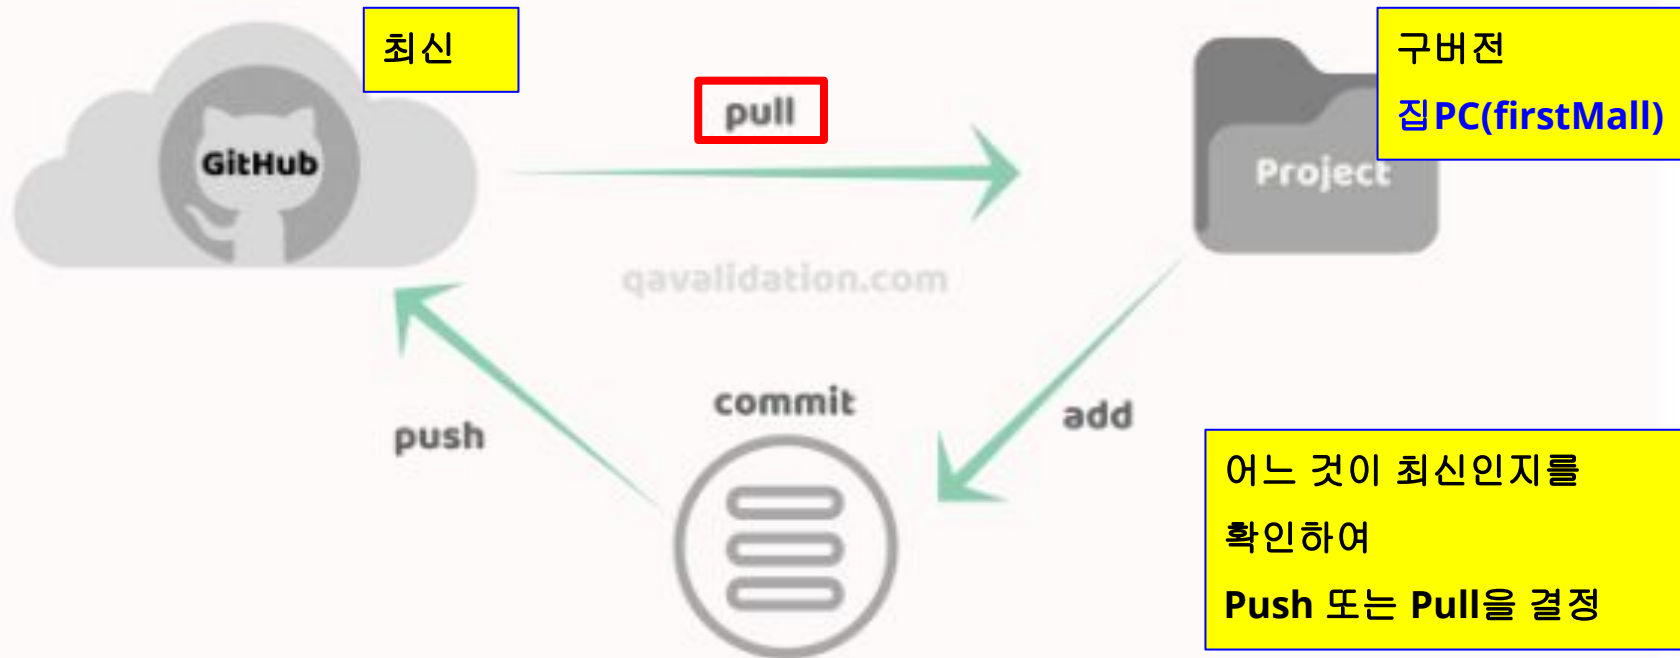 최신
구버전
집PC(firstMall)
pull
GitHub
Project
qavalidation.com
commit
add
push
어느 것이 최신인지를
확인하여
Push 또는 Pull을 결정